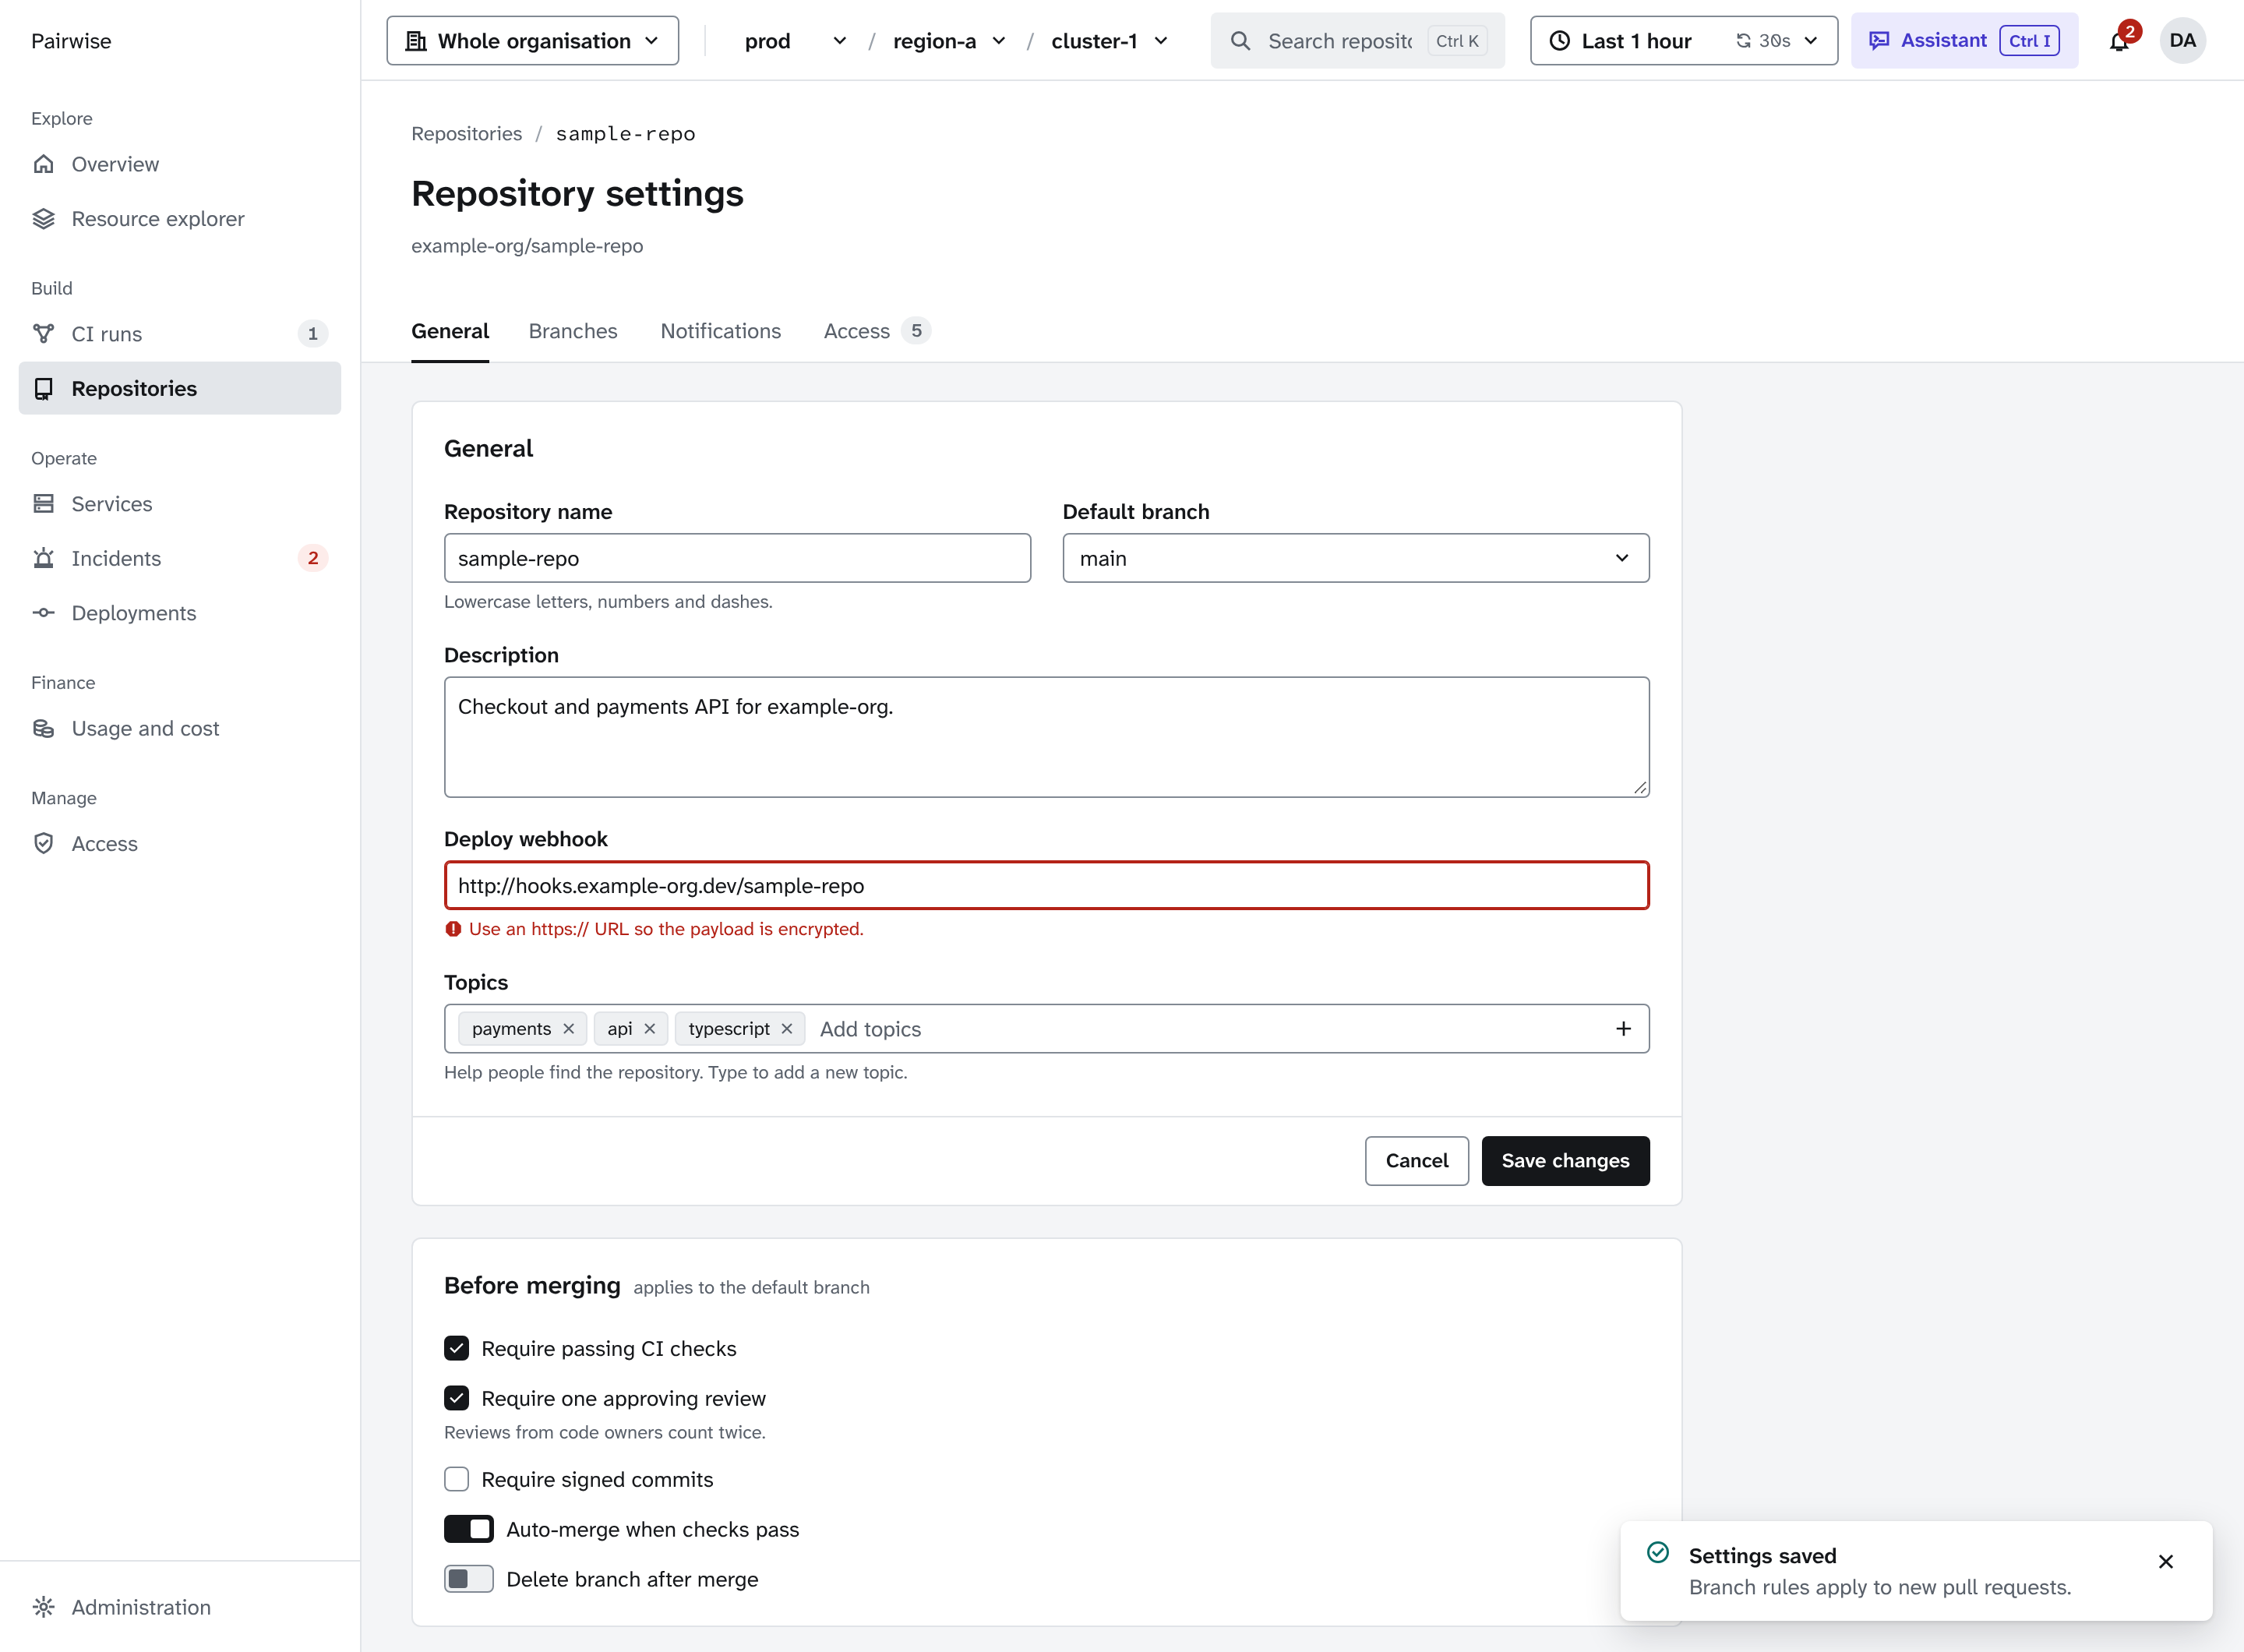 Pairwise
Explore
Overview
Resource explorer
Build
CI runs 1
Repositories
Operate
Services
Incidents 2
Deployments
Finance
Usage and cost
Manage
Access
Administration
Whole organisation prod / region-a / cluster-1 Ctrl K Last 1 hour 30s Assistant Ctrl I 2 DA
Search reposit
Repositories / sample-repo
Repository settings
example-org/sample-repo
General Branches Notifications Access 5
General
Repository name Default branch
sample-repo main
Lowercase letters, numbers and dashes.
Description
Checkout and payments API for example-org.
Deploy webhook
http://hooks.example-org.dev/sample-repo
Use an https:// URL so the payload is encrypted.
Topics
payments api typescript Add topics
Help people find the repository. Type to add a new topic.
Cancel Save changes
Before merging applies to the default branch
Require passing CI checks
Require one approving review
Reviews from code owners count twice.
Require signed commits
Auto-merge when checks pass
Delete branch after merge
Settings saved
Branch rules apply to new pull requests.